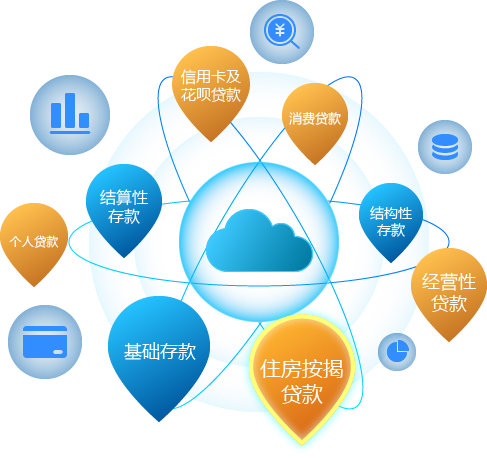 ¥
信用卡及
花呗贷款
消费贷款
结算性
存款
结构性
存款
个人贷款
经营性
贷款
基础存款
住房按揭
贷款